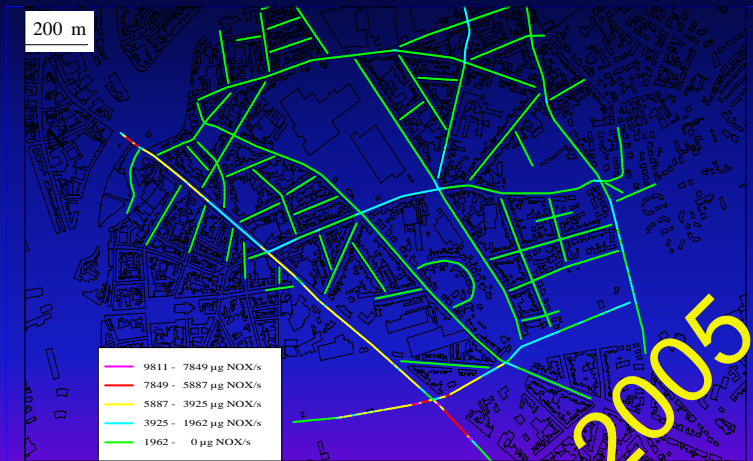 200 m
9811 - 7849 µg NOX/s
7849 - 5887 µg NOX/s
5887 - 3925 µg NOX/s
3925 - 1962 µg NOX/s
1962 - 0 µg NOX/s
2005